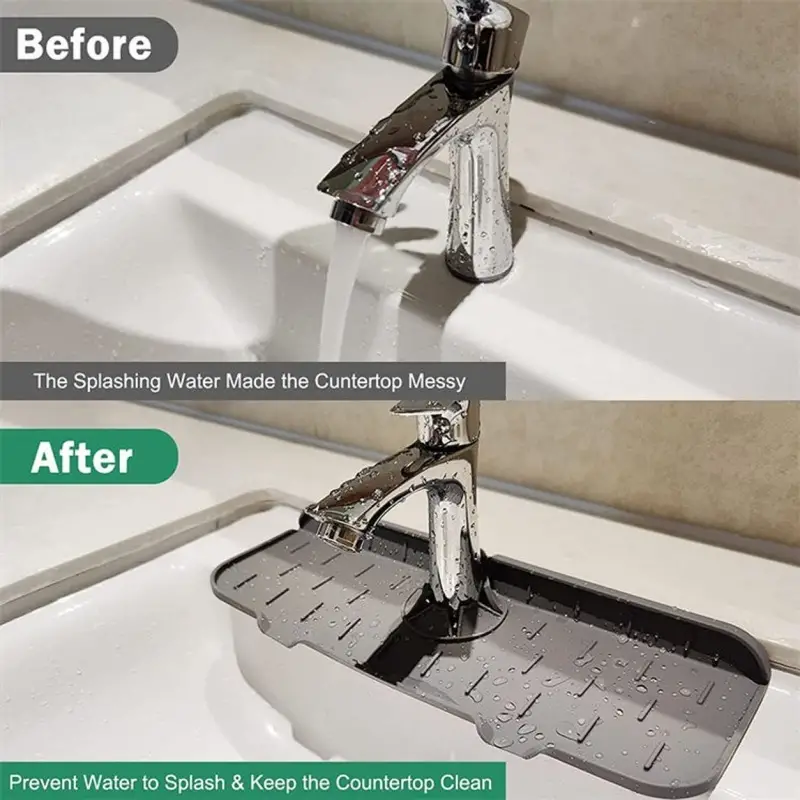 Before
The Splashing Water Made the Cuntertop Messy
After
Prevent Water to Splash & Keep the Countertop Clean